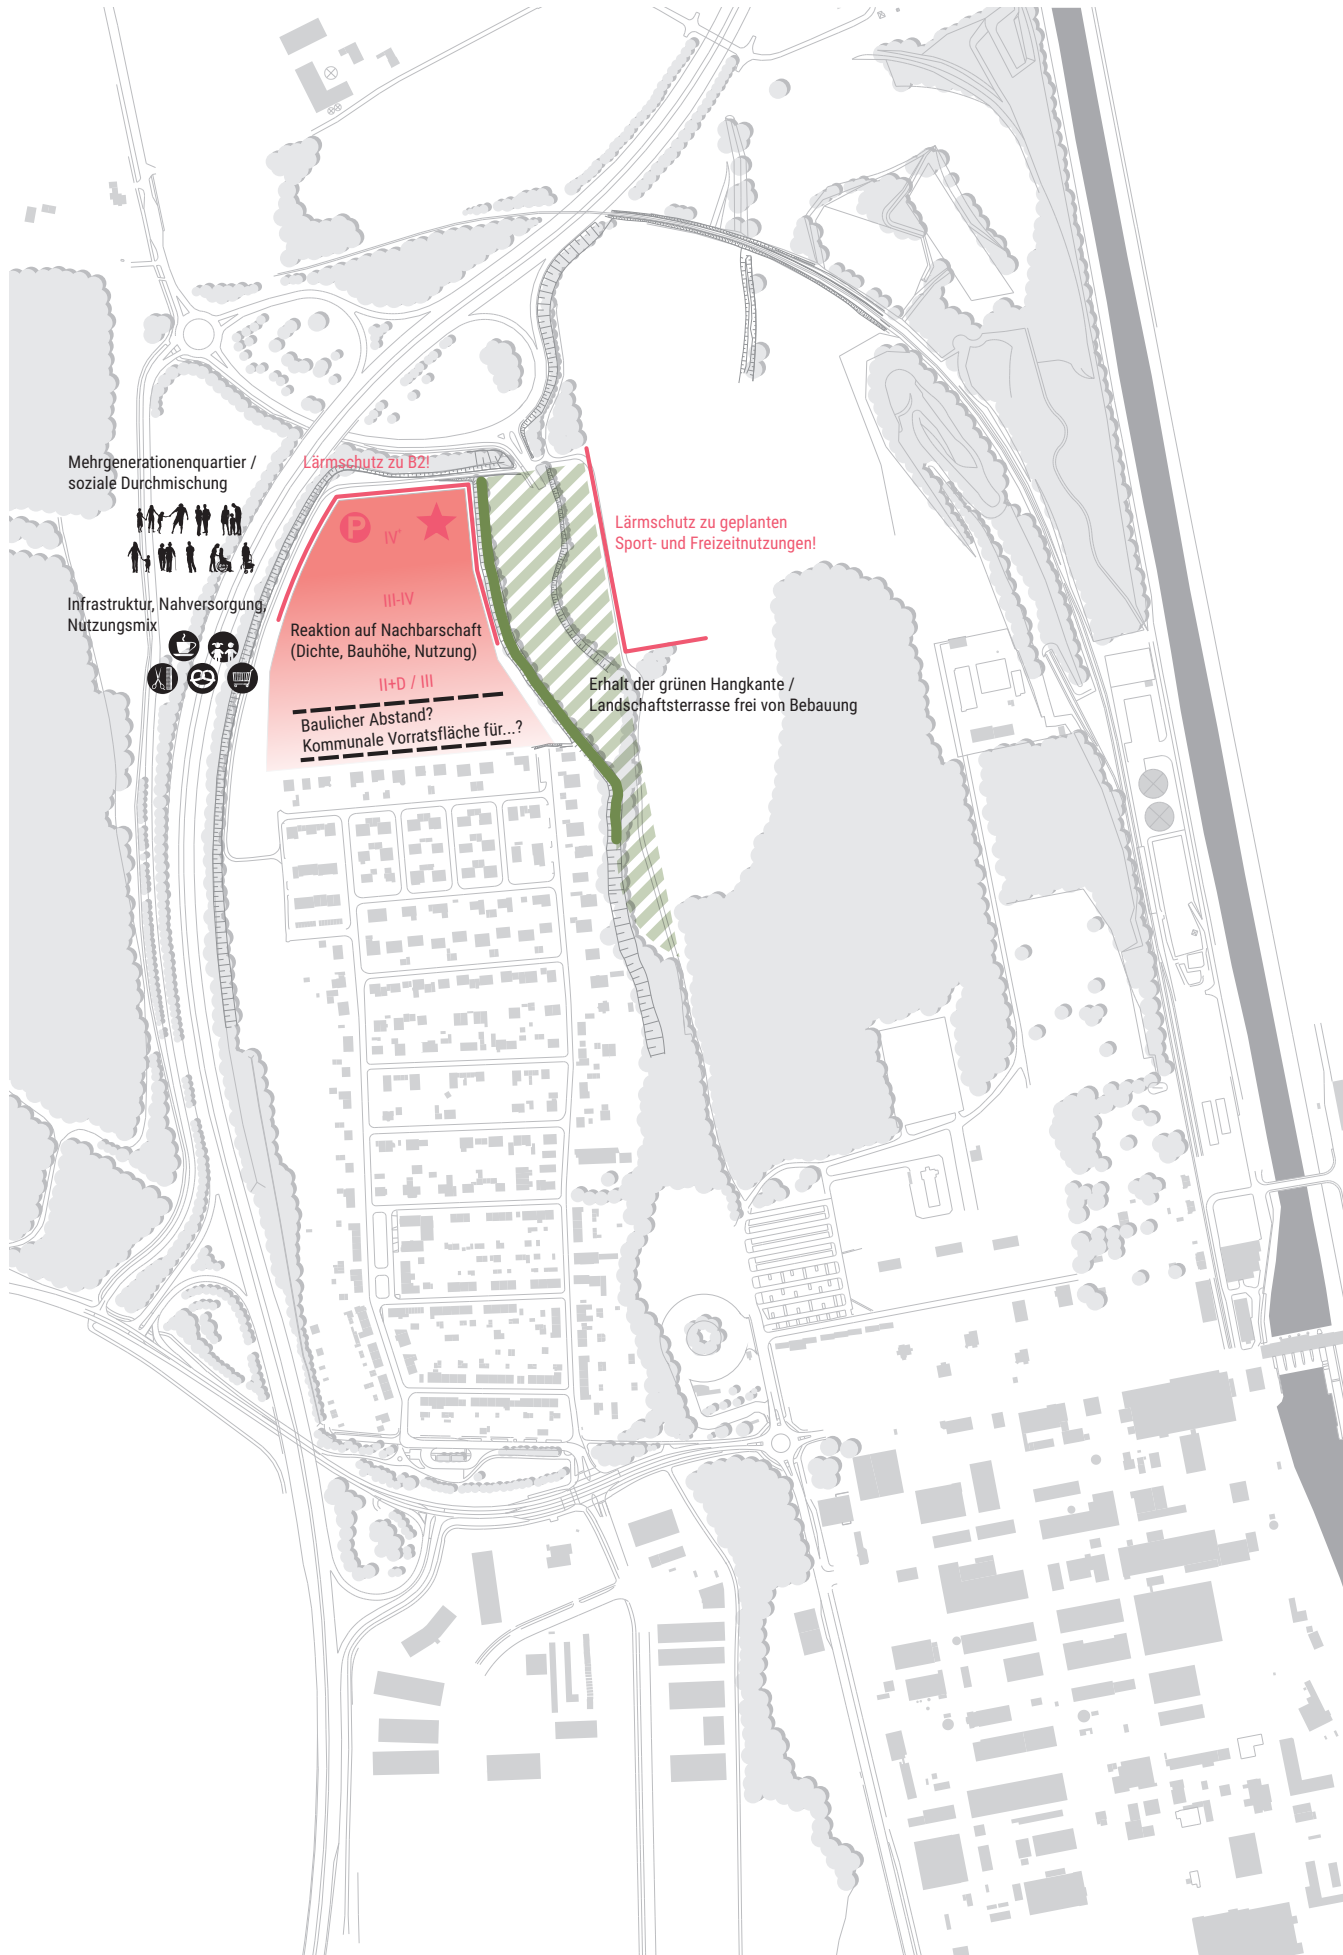 Mehrgenerationenquartier /
soziale Durchmischung
Lärmschutz zu B2!
P
IV+
Lärmschutz zu geplanten
Sport- und Freizeitnutzungen!
III-IV
Infrastruktur, Nahversorgung,
Nutzungsmix
Reaktion auf Nachbarschaft
(Dichte, Bauhöhe, Nutzung)
II+D / III
Erhalt der grünen Hangkante /
Landschaftsterrasse frei von Bebauung
Baulicher Abstand?
Kommunale Vorratsfläche für...?